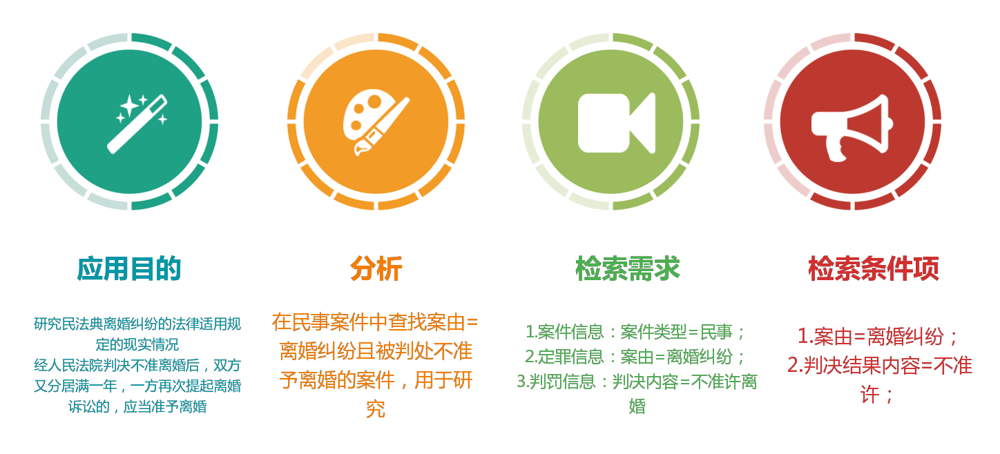 应用目的
研究民法典离婚纠纷的法律适用规
定的现实情况
经人民法院判决不准离婚后，双方
又分居满一年，一方再次提起离婚
诉讼的，应当准予离婚
分析
在民事案件中查找案由=
离婚纠纷且被判处不准
予离婚的案件，用于研
究
检索需求
1.案件信息：案件类型=民事；
2.定罪信息：案由=离婚纠纷；
3.判罚信息：判决内容=不准许离
婚
检索条件项
1.案由=离婚纠纷；
2.判决结果内容=不准
许；